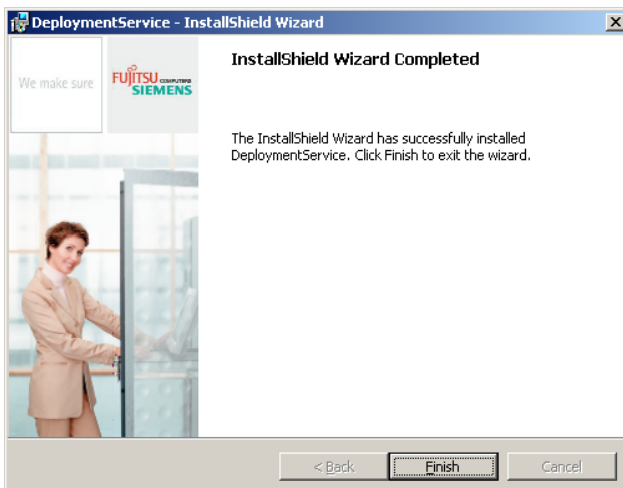 DeploymentService - InstallShield Wizard
We make sure
FUJITSU COMPUTERS
SIEMENS
InstallShield Wizard Completed
The InstallShield Wizard has successfully installed
DeploymentService. Click Finish to exit the wizard.
< Back
Finish
Cancel